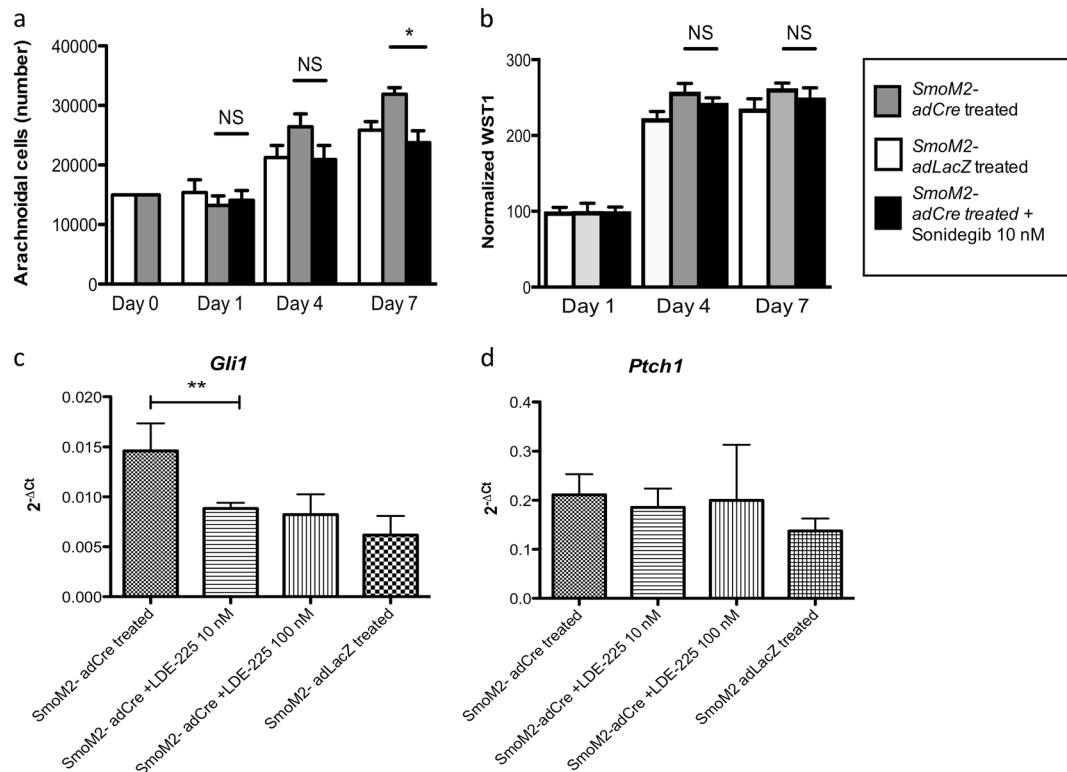 a
Arachnoidal cells (number)
40000
30000
20000
10000
0
NS
NS
*
Day 0
Day 1
Day 4
Day 7
b
Normalized WST1
300
200
100
0
NS
NS
Day 1
Day 4
Day 7
SmoM2-
adCre treated
SmoM2-
adLacZ treated
SmoM2-
adCre treated +
Sonidegib 10 nM
c
Gli1
2-ΔCt
0.020
0.015
0.010
0.005
0.000
**
SmoM2- adCre treated
SmoM2- adCre +LDE-225 10 nM
SmoM2- adCre +LDE-225 100 nM
SmoM2- adLacZ treated
d
Ptch1
2-ΔCt
0.4
0.3
0.2
0.1
0.0
SmoM2- adCre treated
SmoM2-adCre +LDE-225 10 nM
SmoM2-adCre +LDE-225 100 nM
SmoM2 adLacZ treated